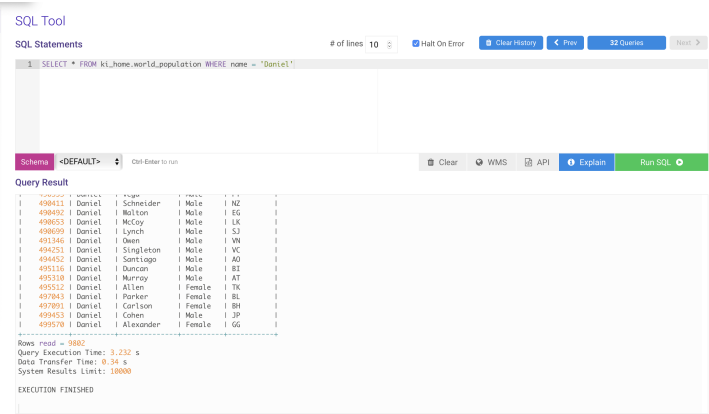 SQL Tool
SQL Statements
# of lines 10 Halt On Error Clear History Prev 32 Queries Next
1 SELECT * FROM ki_home.world_population WHERE name = 'Daniel'
Schema <DEFAULT> Ctrl-Enter to run Clear WMS API Explain Run SQL
Query Result
| 490411 | Daniel | Schneider | Male | NZ |
| 490492 | Daniel | Walton | Male | EG |
| 490653 | Daniel | McCoy | Male | LK |
| 490699 | Daniel | Lynch | Male | SJ |
| 491346 | Daniel | Owen | Male | VN |
| 494251 | Daniel | Singleton | Male | VC |
| 494452 | Daniel | Santiago | Male | AO |
| 495116 | Daniel | Duncan | Male | BI |
| 495310 | Daniel | Murray | Male | AT |
| 495512 | Daniel | Allen | Female | TK |
| 497043 | Daniel | Parker | Female | BL |
| 497091 | Daniel | Carlson | Female | BH |
| 499453 | Daniel | Cohen | Male | JP |
| 499570 | Daniel | Alexander | Female | GG |
Rows read = 9802
Query Execution Time: 3.232 s
Data Transfer Time: 0.34 s
System Results Limit: 10000
EXECUTION FINISHED